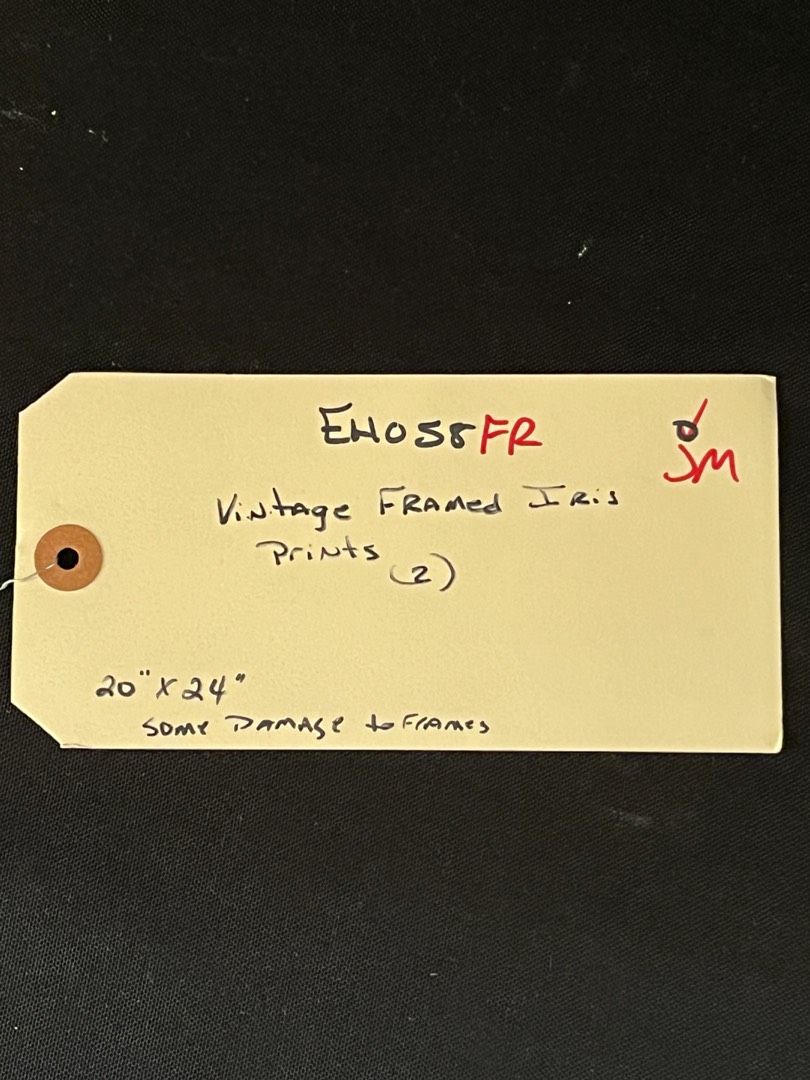 EH058FR
JM
Vintage Framed Iris
Prints (2)
20" x 24"
some Damage to Frames